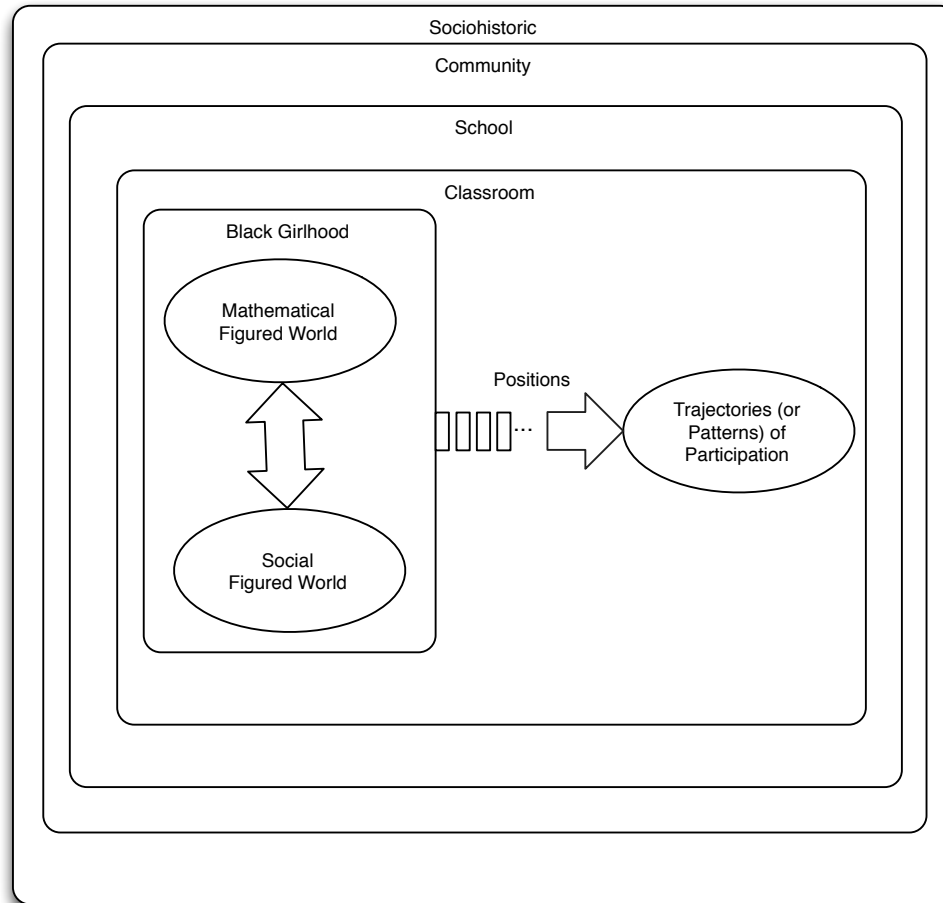 Sociohistoric
Community
School
Classroom
Black Girlhood
Mathematical
Figured World
Positions
...
Trajectories (or
Patterns) of
Participation
Social
Figured World